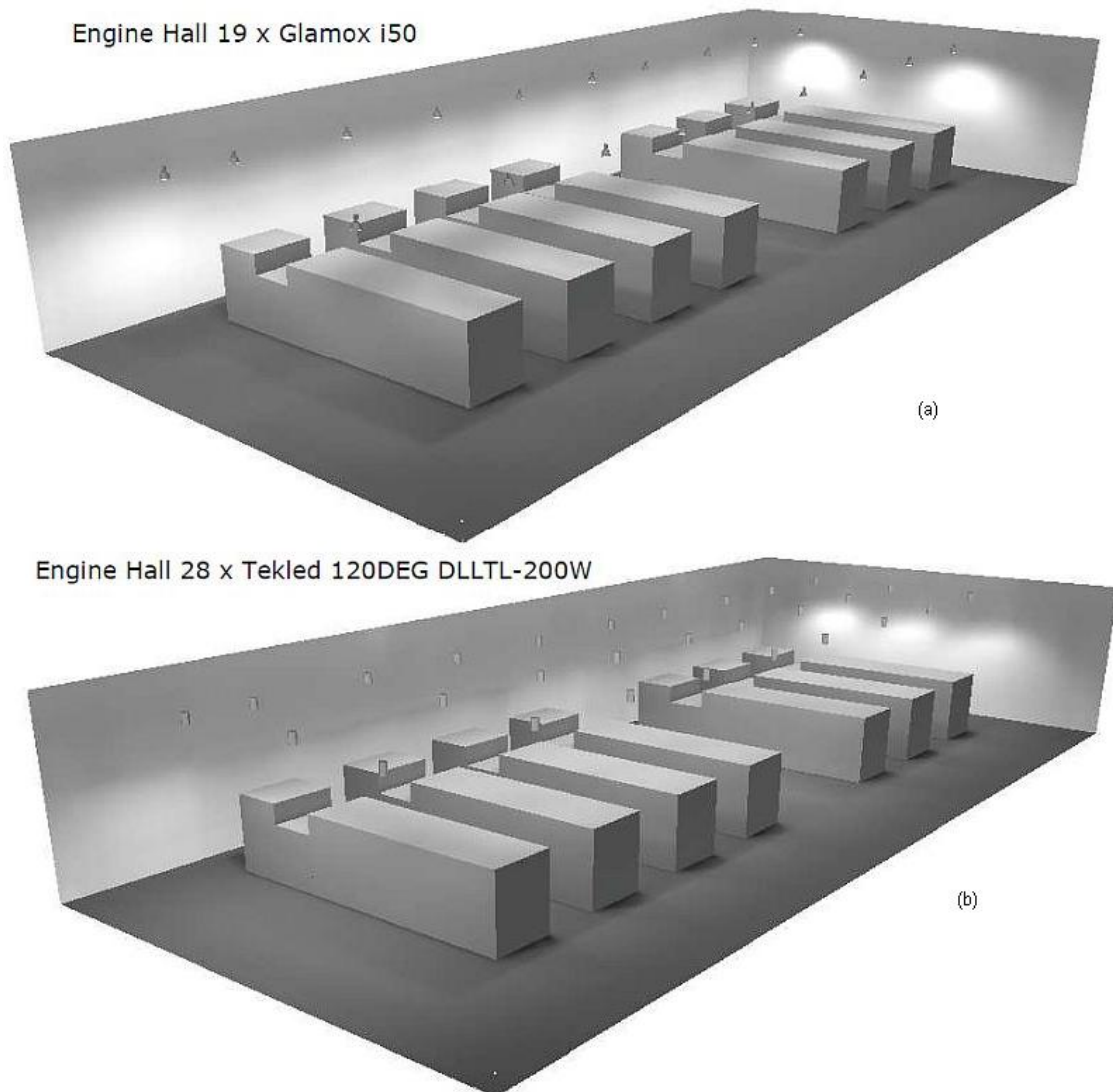 Engine Hall 19 x Glamox i50
(a)
Engine Hall 28 x Tekled 120DEG DLLTL-200W
(b)